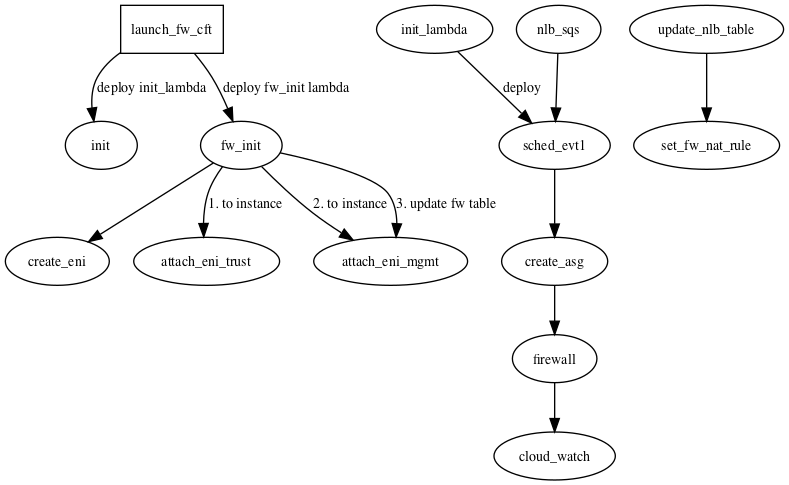 launch_fw_cft
init_lambda
nlb_sqs
update_nlb_table
deploy init_lambda
deploy fw_init lambda
deploy
init
fw_init
sched_evt1
set_fw_nat_rule
1. to instance
2. to instance
3. update fw table
create_eni
attach_eni_trust
attach_eni_mgmt
create_asg
firewall
cloud_watch